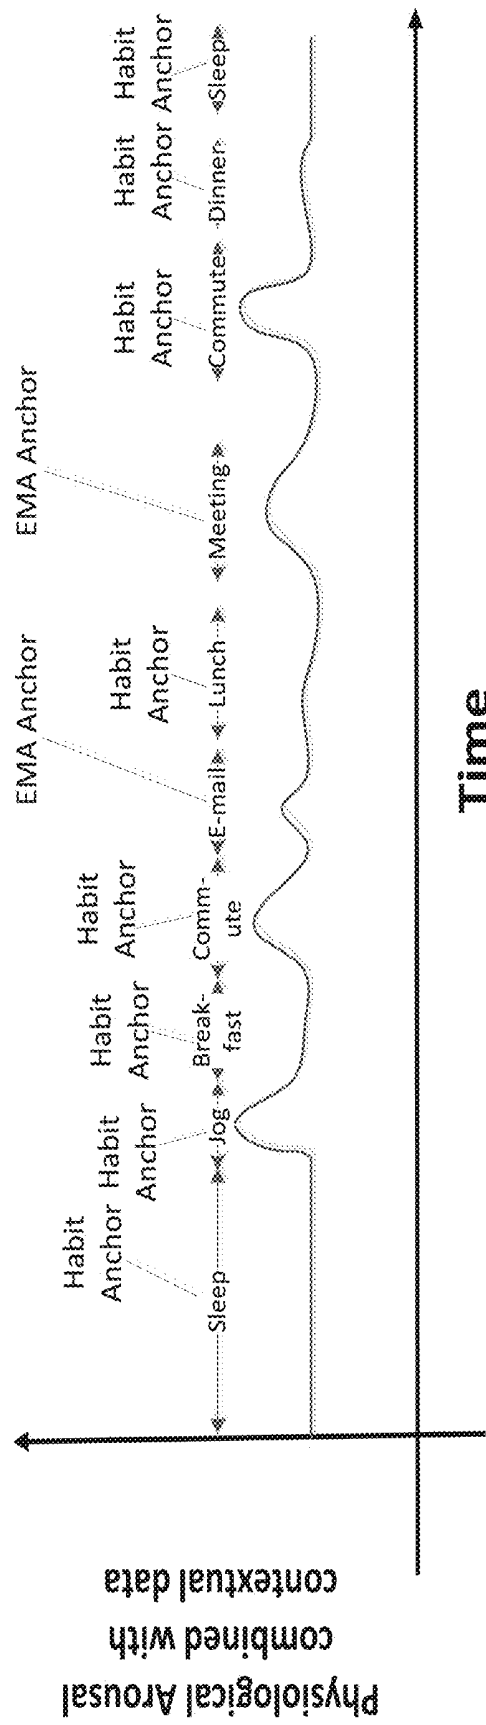 Physiological Arousal
combined with
contextual data
EMA Anchor
EMA Anchor
Habit
Anchor
Habit
Anchor
Habit
Anchor
Habit
Anchor
Habit
Anchor
Habit
Anchor
Habit
Anchor
Habit
Anchor
Sleep
Jog
Break-
fast
Comm-
ute
E-mail
Lunch
Meeting
Commute
Dinner
Sleep
Time